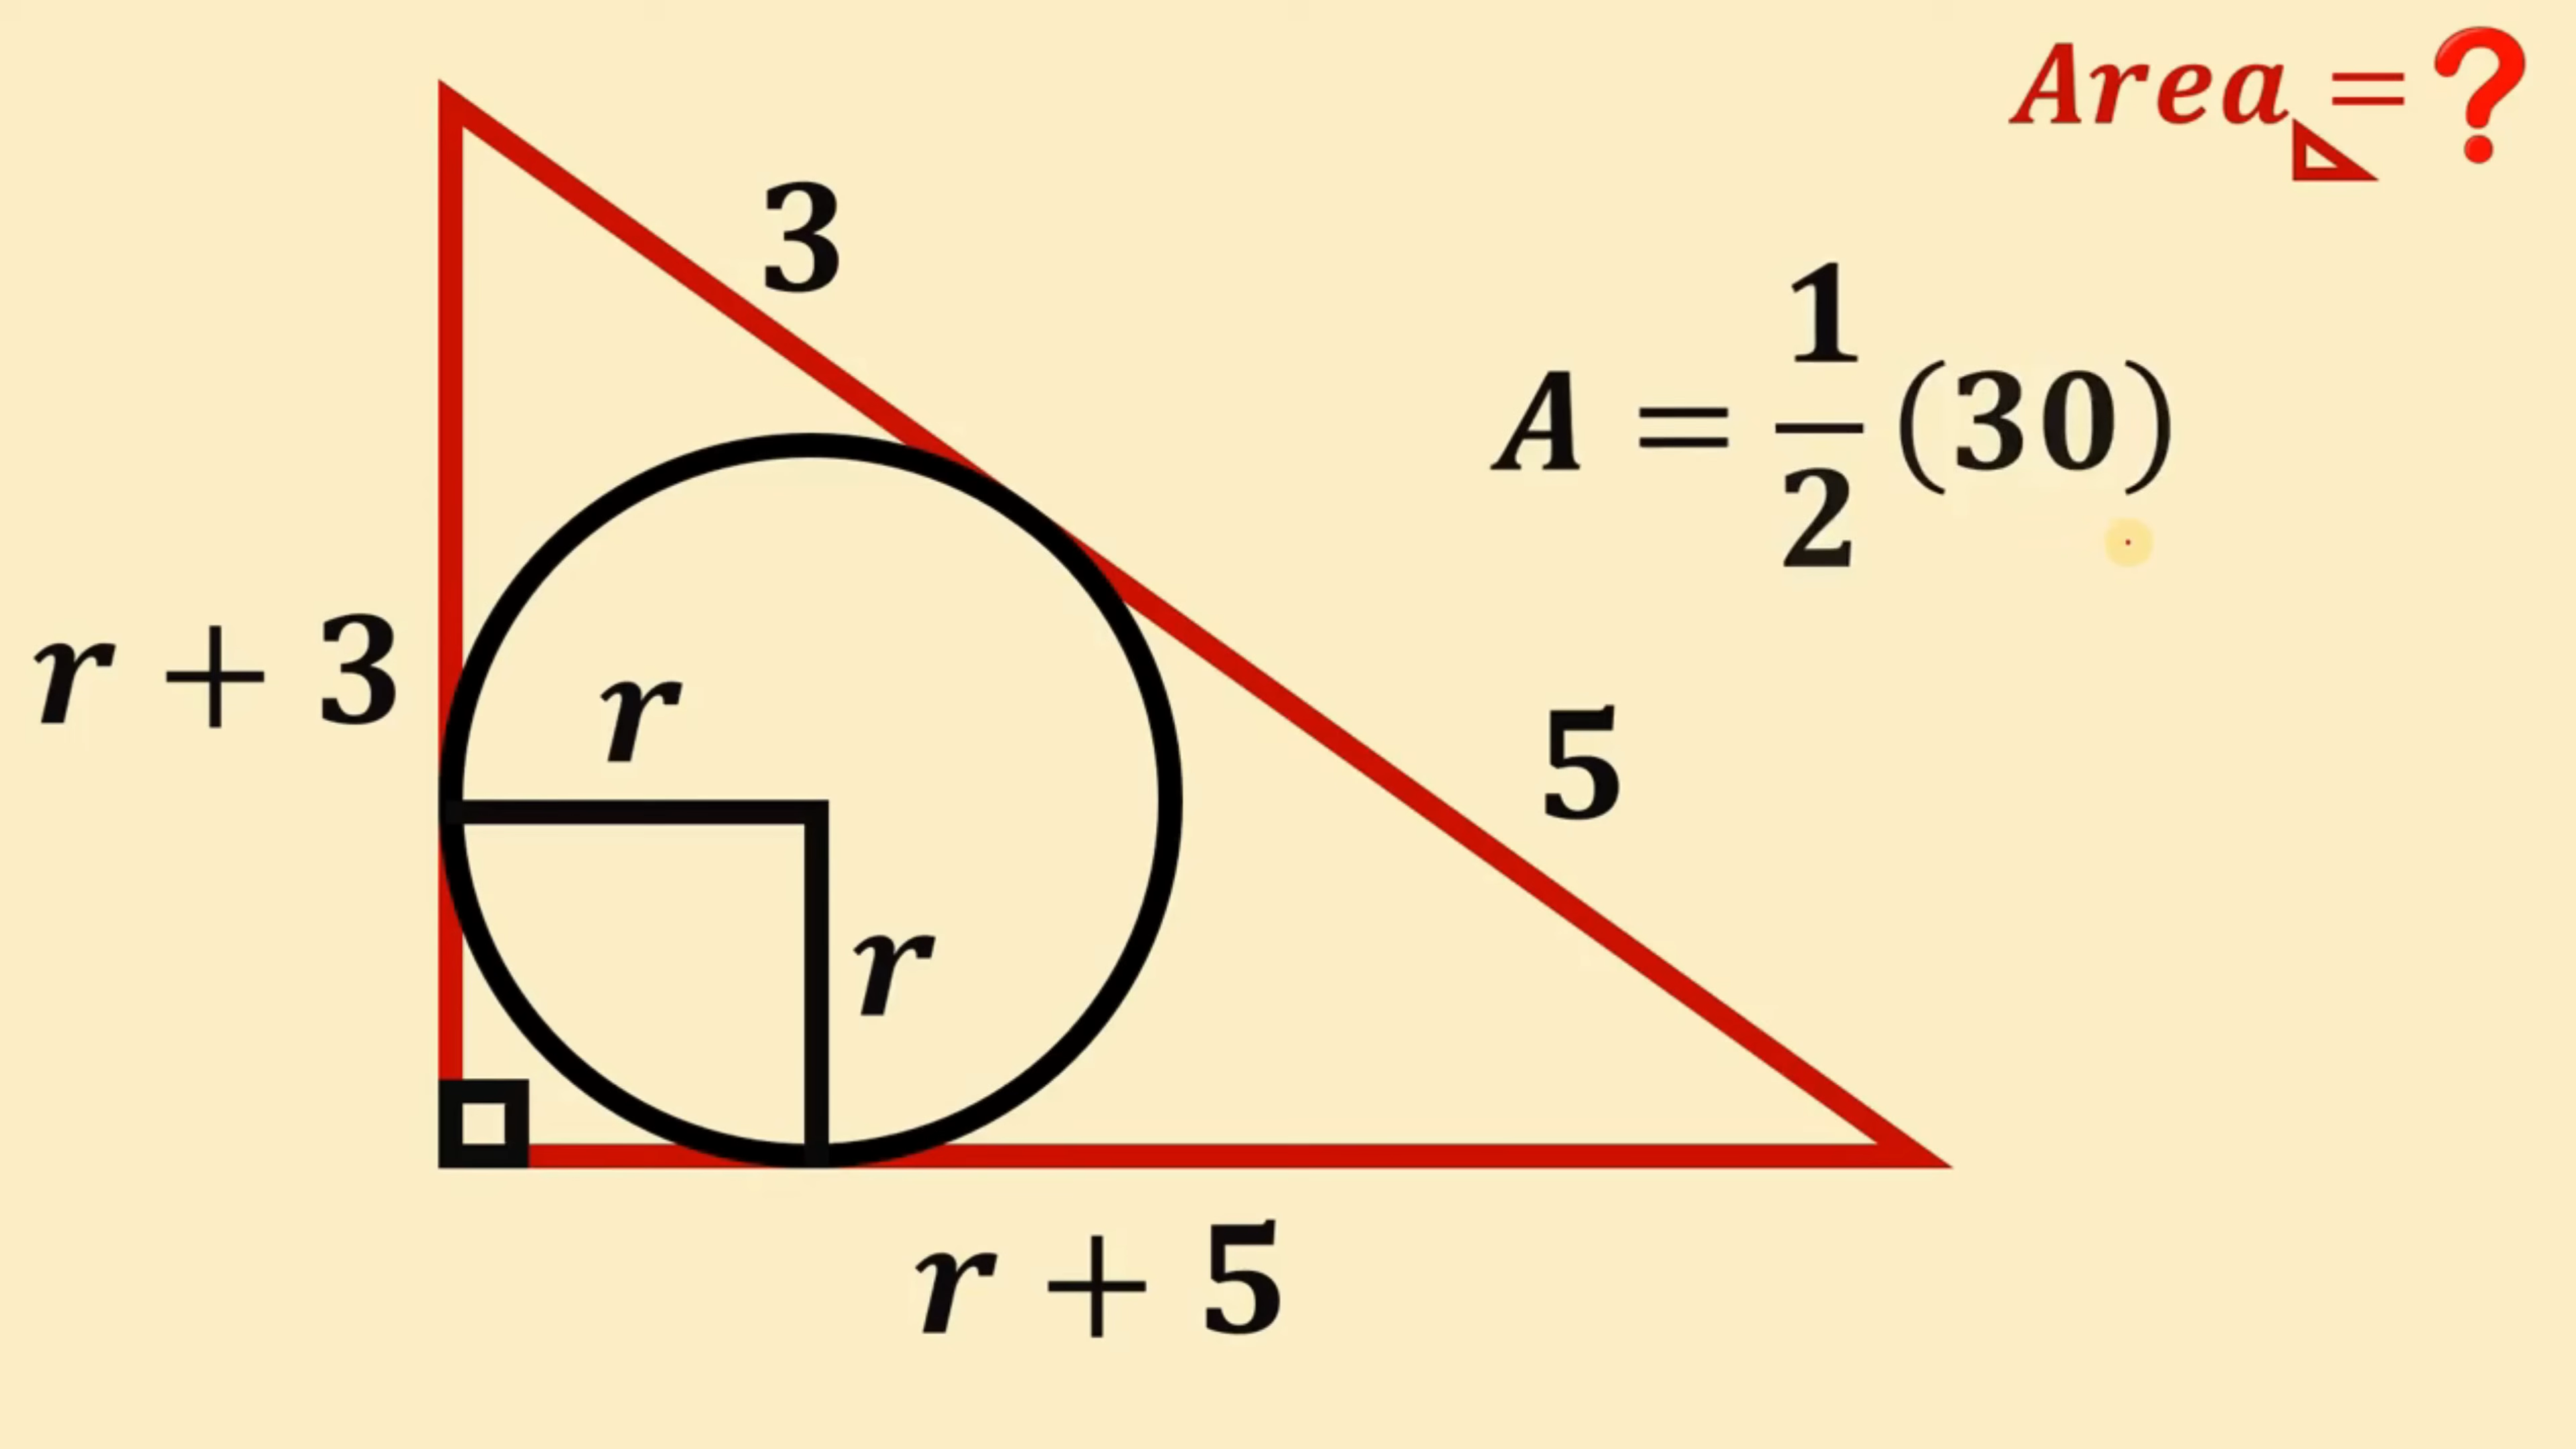 Area = ❓
3
A = 1/2 (30)
r + 3
r
5
r
r + 5